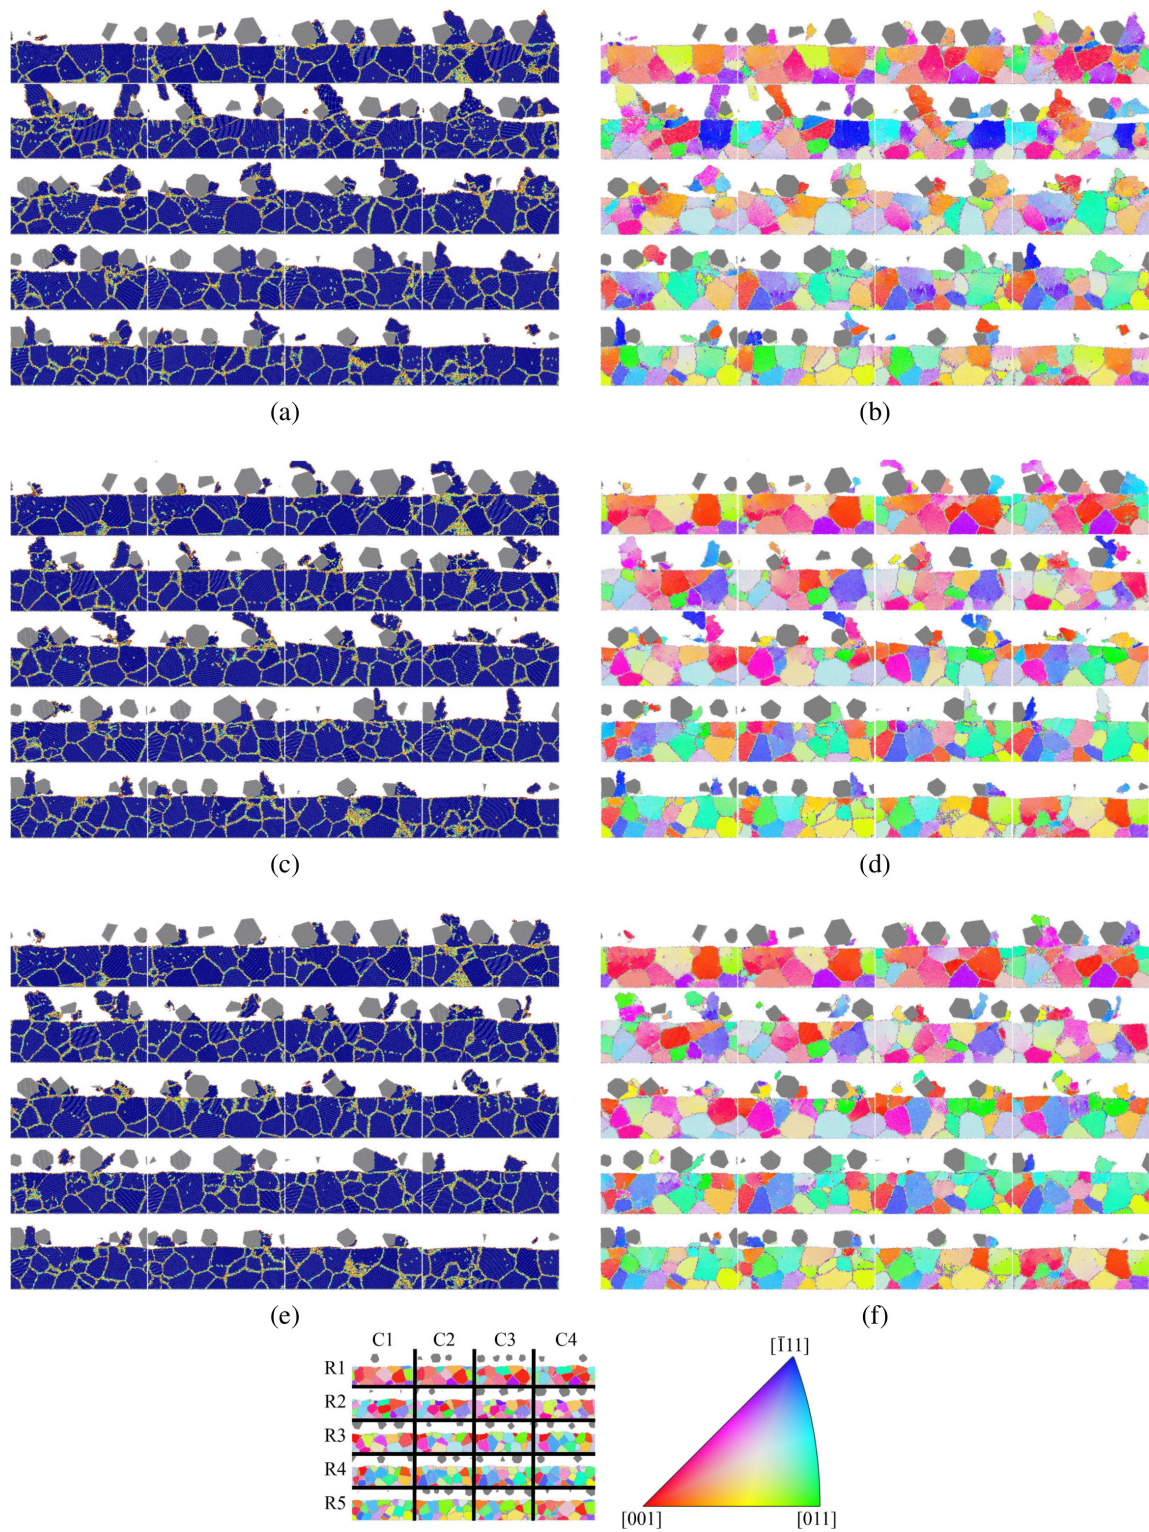 (a) (b)
(c) (d)
(e) (f)
C1 C2 C3 C4
R1
R2
R3
R4
R5
[1̄11]
[001] [011]